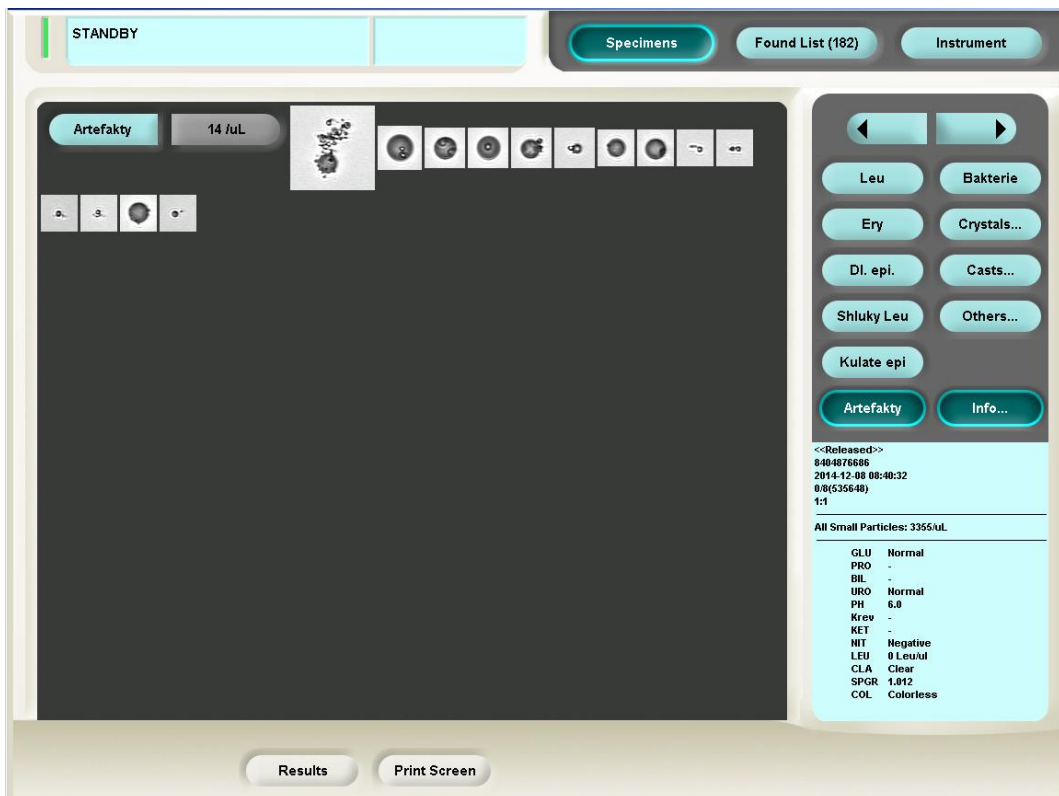 STANDBY
Specimens
Found List (182)
Instrument
Artefakty
14 /uL
Leu
Bakterie
Ery
Crystals...
Dl. epi.
Casts...
Shluky Leu
Others...
Kulate epi
Artefakty
Info...
<<Released>>
8404876686
2014-12-08 08:40:32
0/8(535648)
1:1
All Small Particles: 3355/uL
GLU Normal
PRO -
BIL -
URO Normal
PH 6.0
Krev -
KET -
NIT Negative
LEU 0 Leu/ul
CLA Clear
SPGR 1.012
COL Colorless
Results
Print Screen